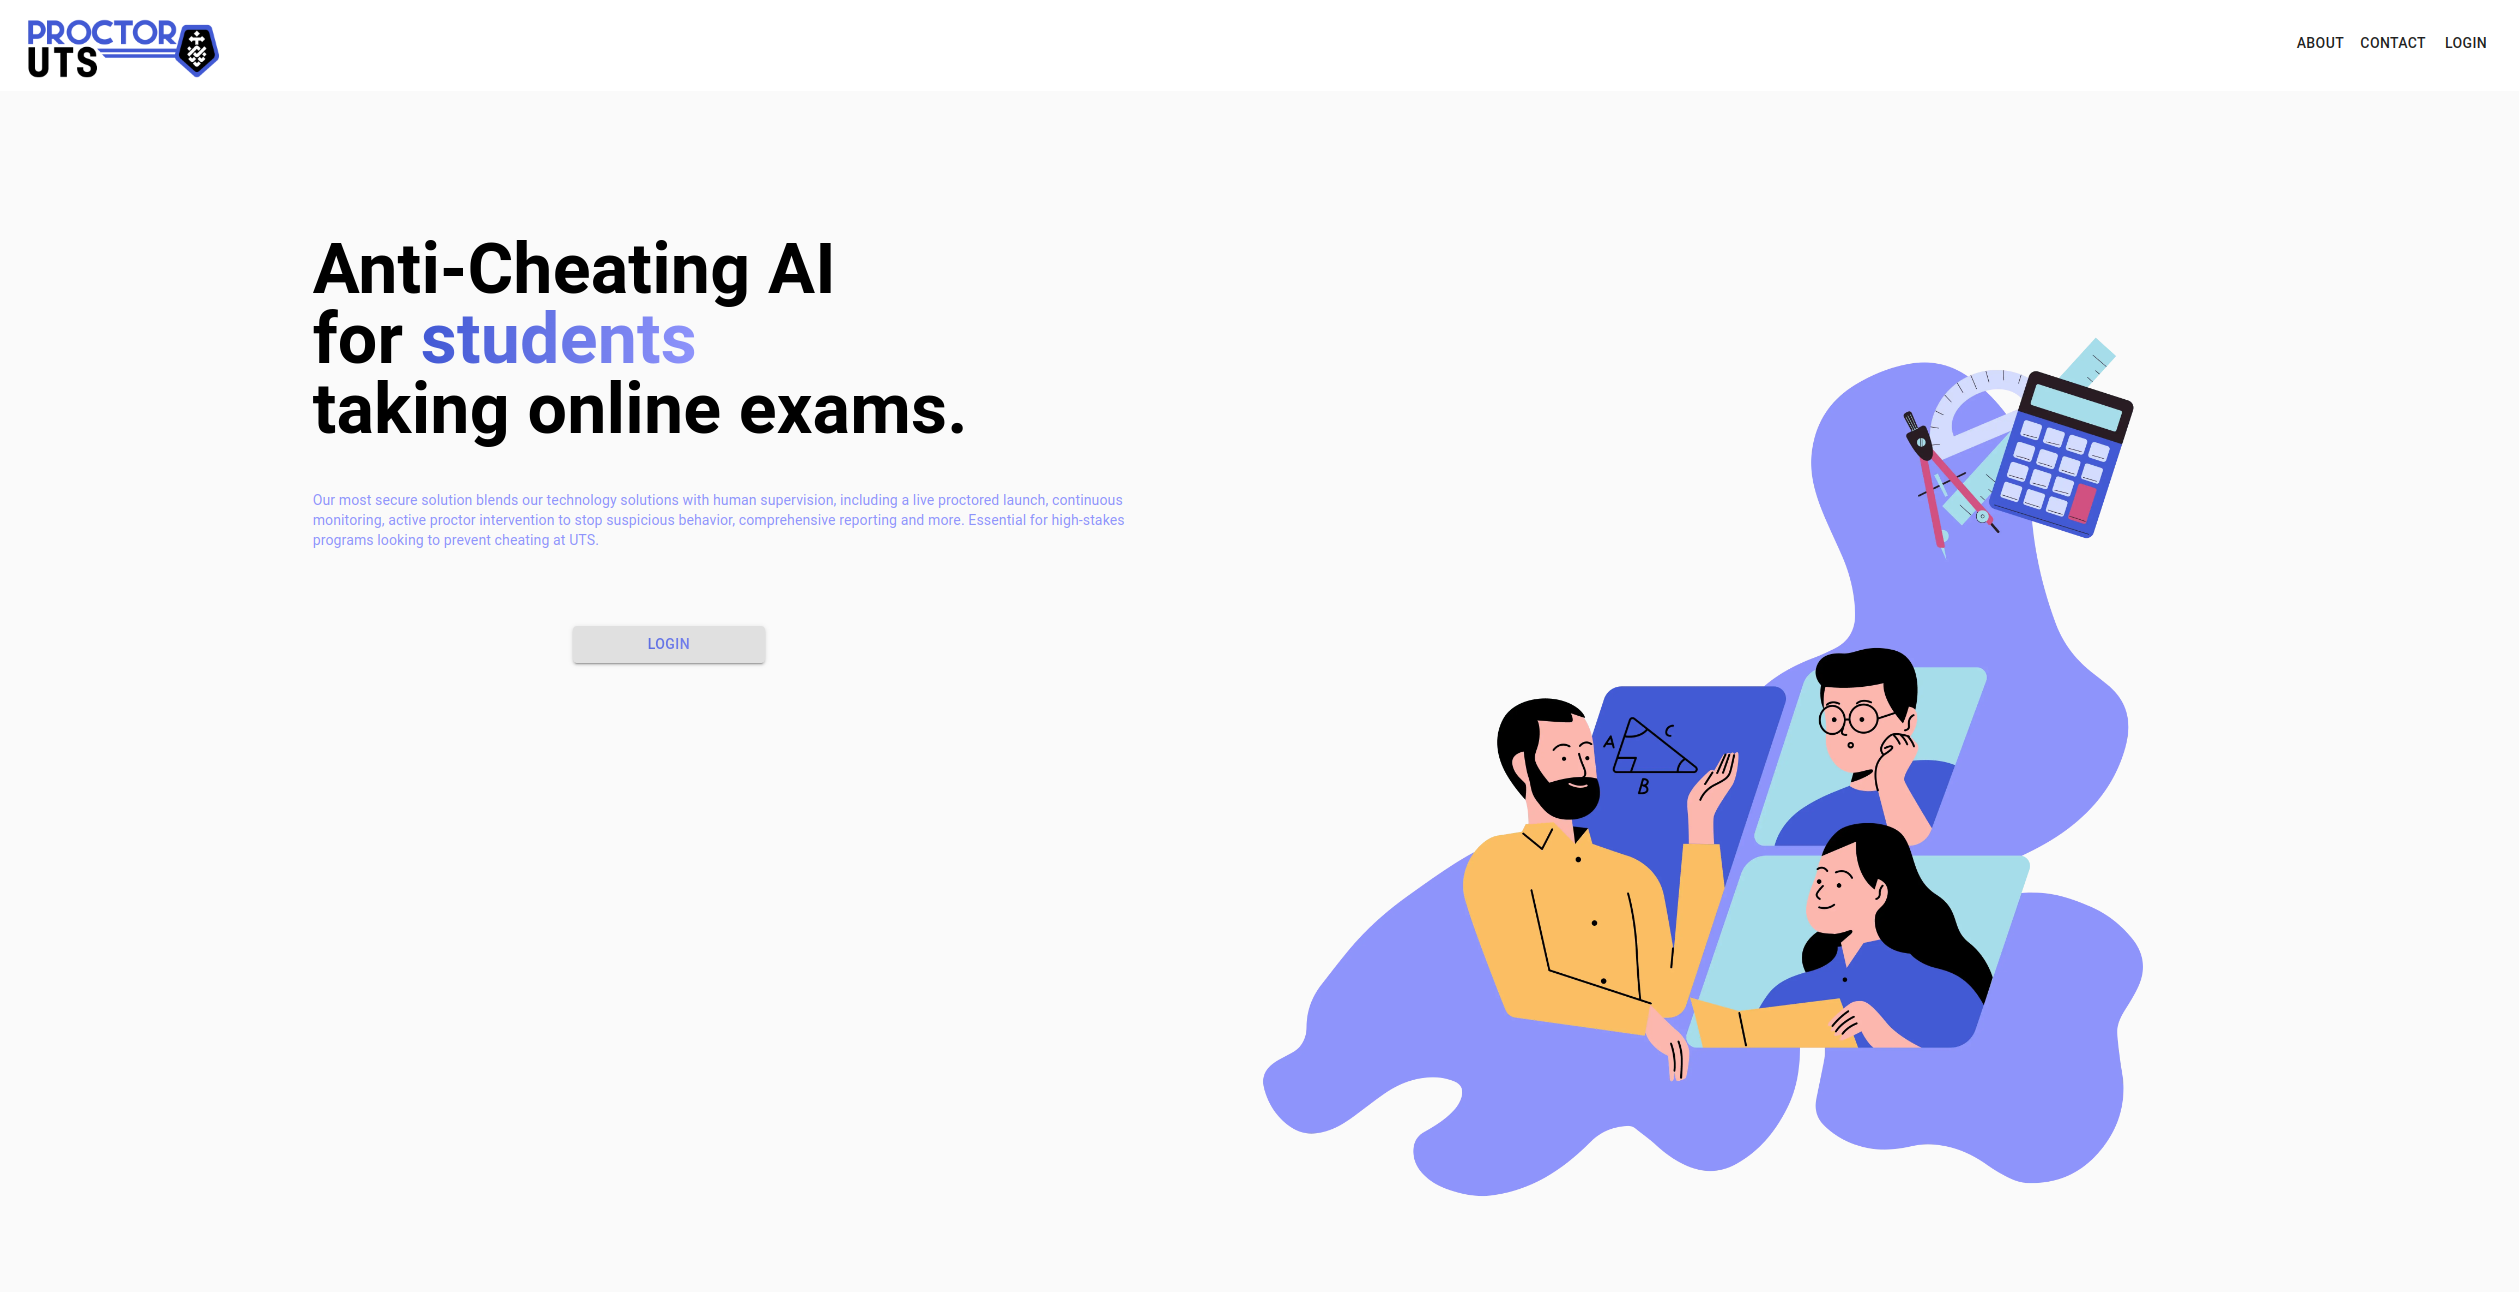 PROCTOR
UTS
ABOUT CONTACT LOGIN
Anti-Cheating AI
for students
taking online exams.
Our most secure solution blends our technology solutions with human supervision, including a live proctored launch, continuous
monitoring, active proctor intervention to stop suspicious behavior, comprehensive reporting and more. Essential for high-stakes
programs looking to prevent cheating at UTS.
LOGIN
A
C
B